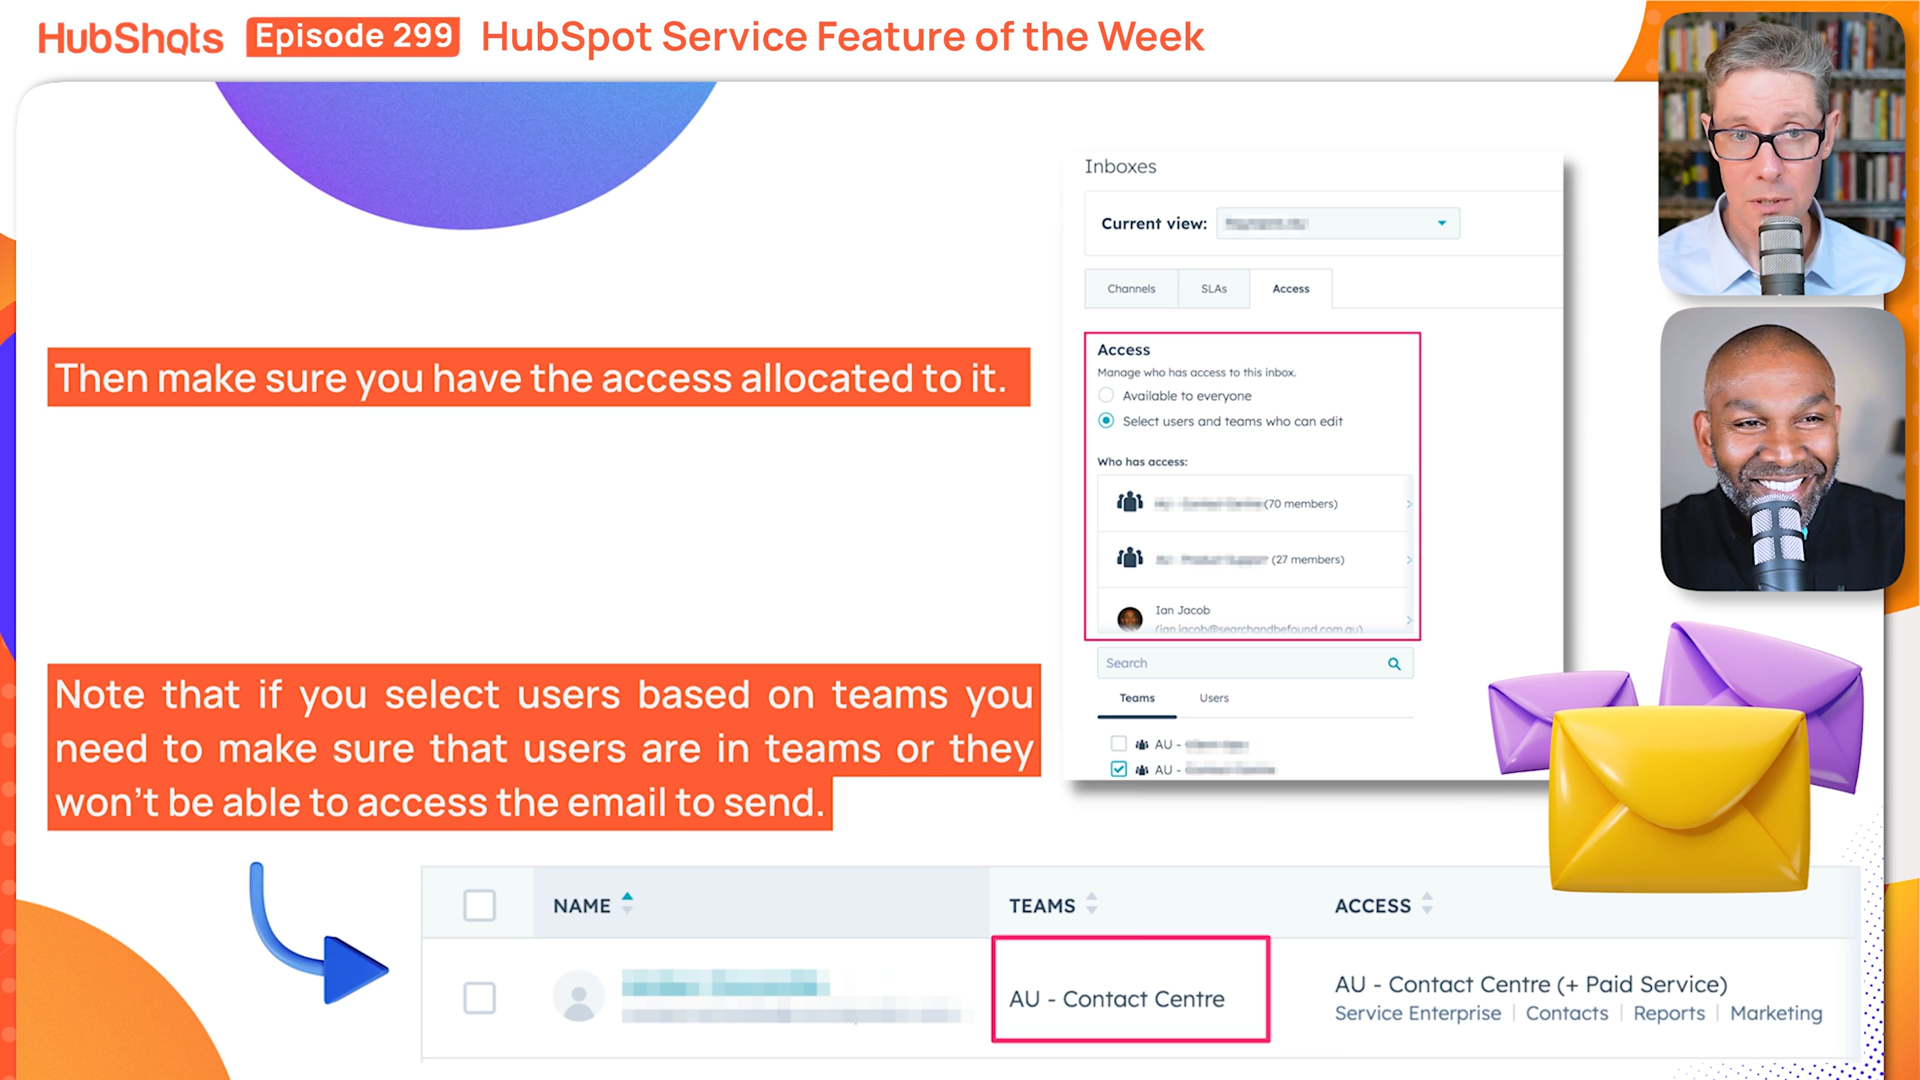 HubShots Episode 299 HubSpot Service Feature of the Week
Then make sure you have the access allocated to it.
Note that if you select users based on teams you
need to make sure that users are in teams or they
won't be able to access the email to send.
Inboxes
Current view:
Channels SLAs Access
Access
Manage who has access to this inbox.
Available to everyone
Select users and teams who can edit
Who has access:
(70 members)
(27 members)
Ian Jacob
(ian.jacob@searchandbefound.com.au)
Search
Teams Users
AU -
AU -
NAME TEAMS ACCESS
AU - Contact Centre
AU - Contact Centre (+ Paid Service)
Service Enterprise | Contacts | Reports | Marketing